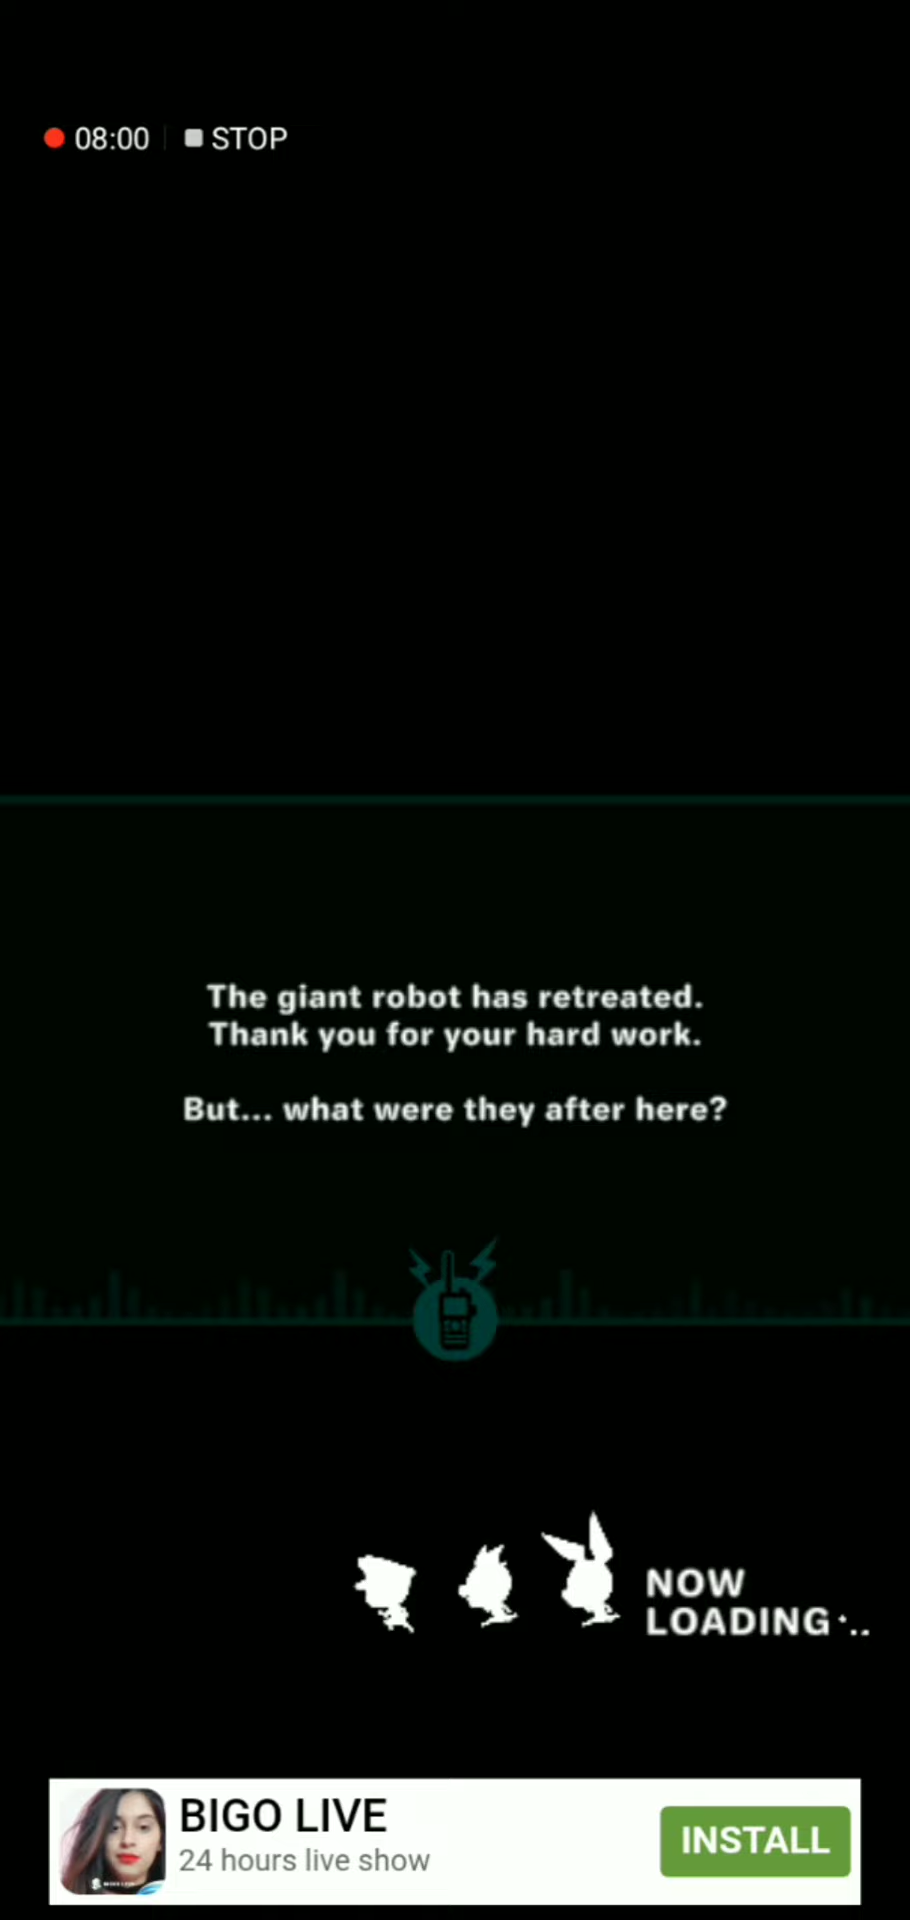 08:00 STOP
The giant robot has retreated.
Thank you for your hard work.
But... what were they after here?
NOW
LOADING...
BIGO LIVE
24 hours live show
INSTALL